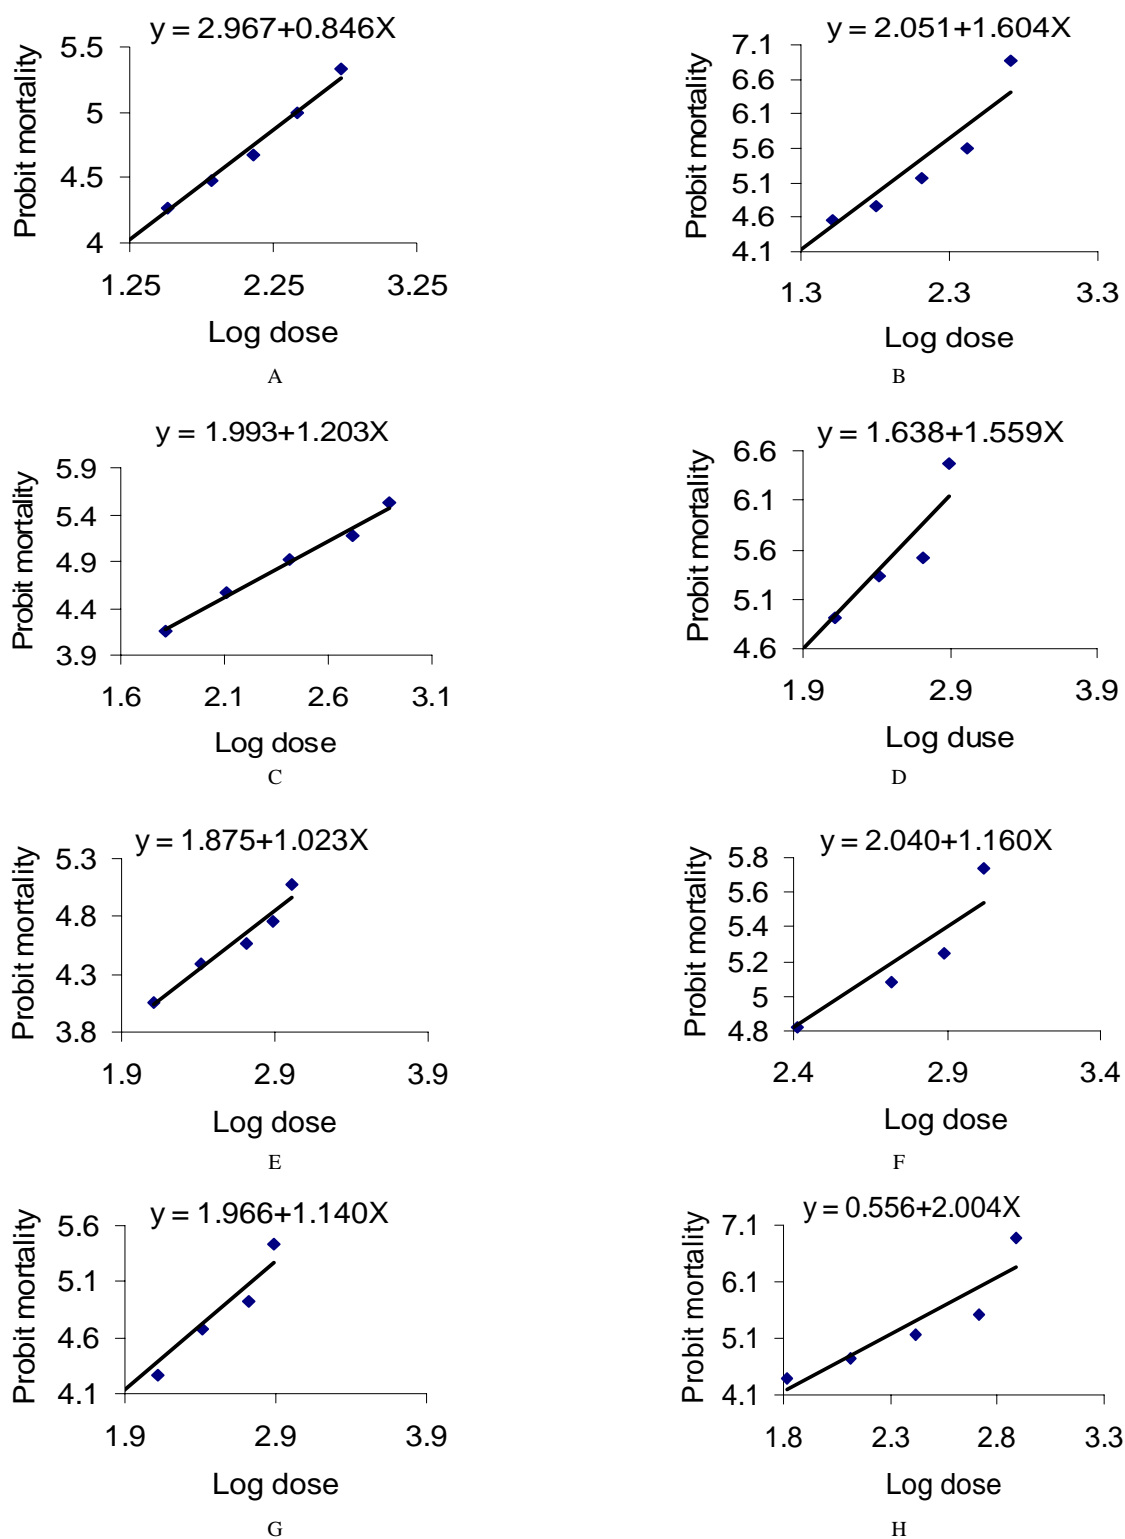 y = 2.967+0.846X
Probit mortality
5.5
5
4.5
4
1.25 2.25 3.25
Log dose
A
y = 2.051+1.604X
Probit mortality
7.1
6.6
6.1
5.6
5.1
4.6
4.1
1.3 2.3 3.3
Log dose
B
y = 1.993+1.203X
Probit mortality
5.9
5.4
4.9
4.4
3.9
1.6 2.1 2.6 3.1
Log dose
C
y = 1.638+1.559X
Probit mortality
6.6
6.1
5.6
5.1
4.6
1.9 2.9 3.9
Log duse
D
y = 1.875+1.023X
Probit mortality
5.3
4.8
4.3
3.8
1.9 2.9 3.9
Log dose
E
y = 2.040+1.160X
Probit mortality
5.8
5.6
5.4
5.2
5
4.8
2.4 2.9 3.4
Log dose
F
y = 1.966+1.140X
Probit mortality
5.6
5.1
4.6
4.1
1.9 2.9 3.9
Log dose
G
y = 0.556+2.004X
Probit mortality
7.1
6.1
5.1
4.1
1.8 2.3 2.8 3.3
Log dose
H